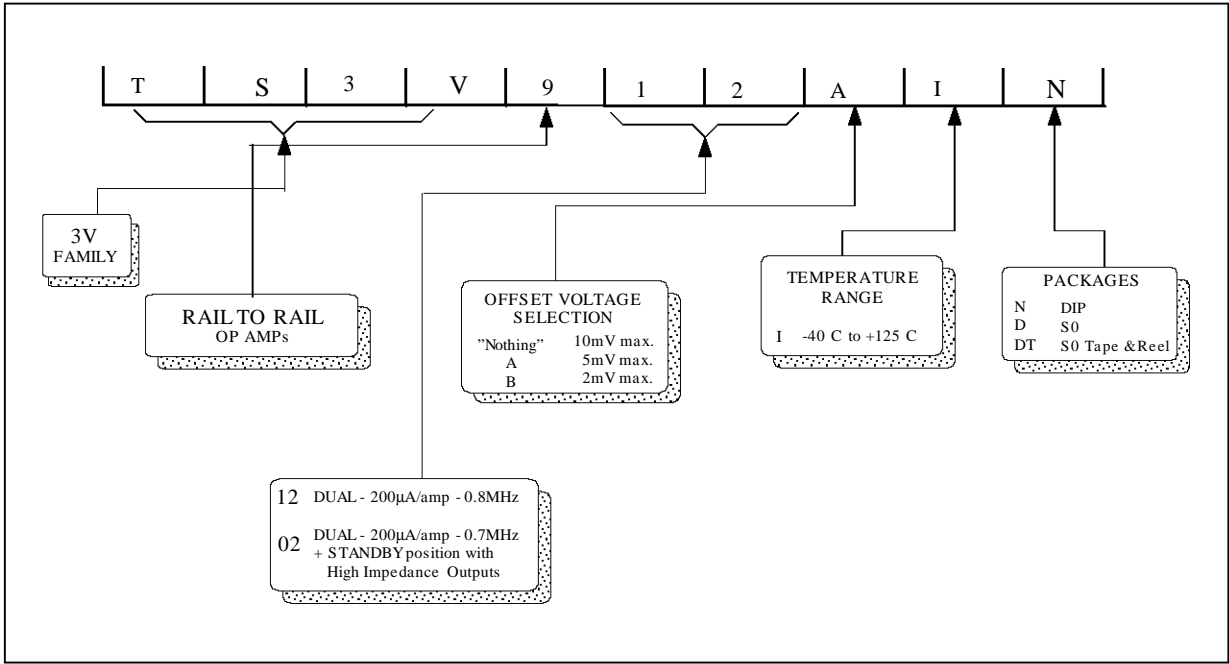 T S 3 V 9 1 2 A I N
3V
FAMILY
RAIL TO RAIL
OP AMPs
OFFSET VOLTAGE
SELECTION
"Nothing" 10mV max.
A 5mV max.
B 2mV max.
TEMPERATURE
RANGE
I -40 C to +125 C
PACKAGES
N DIP
D S0
DT S0 Tape &Reel
12 DUAL - 200µA/amp - 0.8MHz
02 DUAL - 200µA/amp - 0.7MHz
+ STANDBY position with
High Impedance Outputs